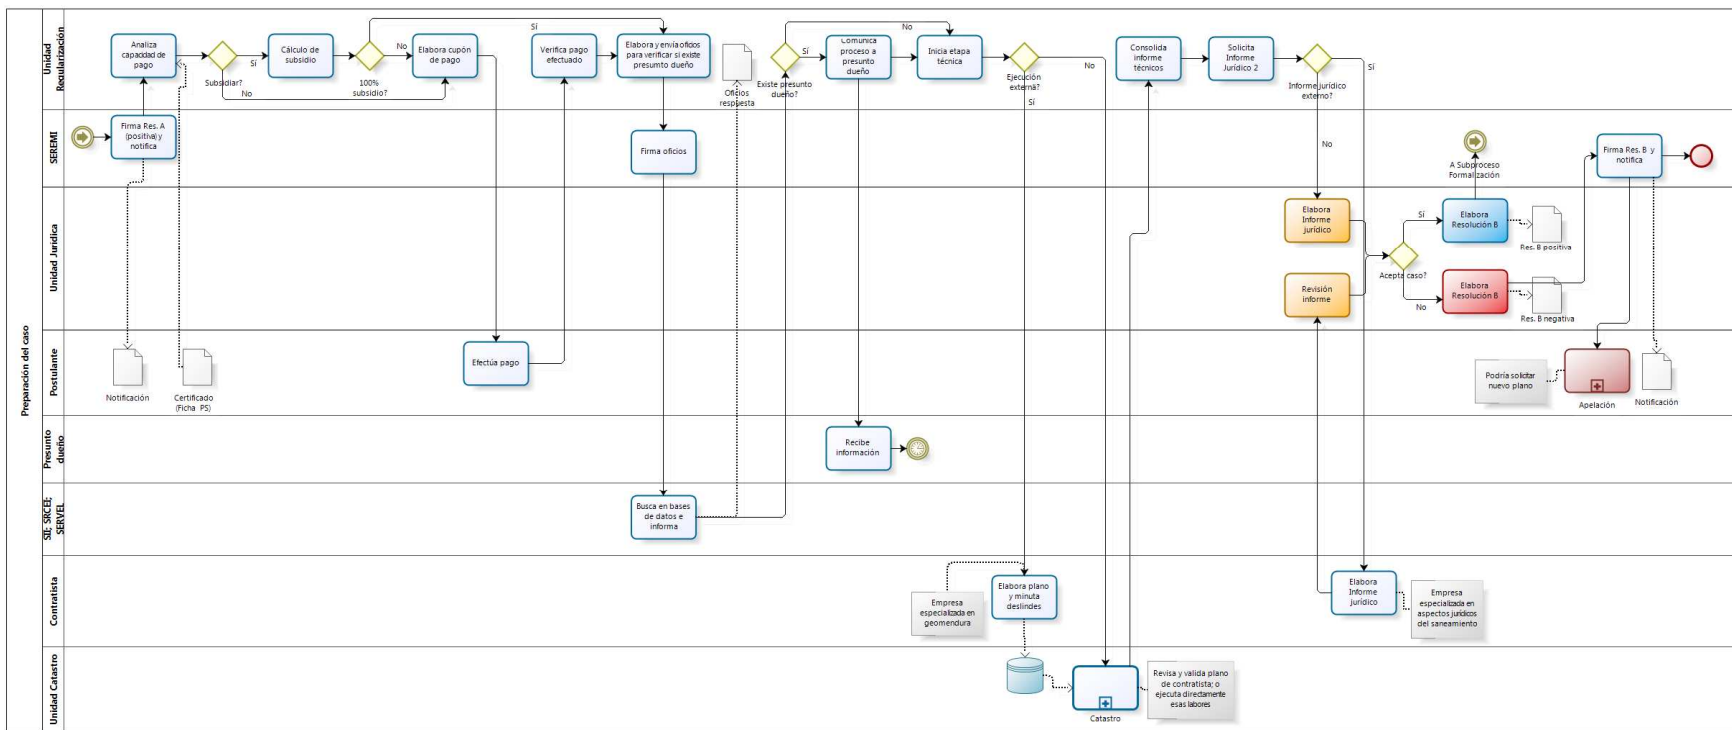 Preparación del caso
Unidad
Regularización
Analiza
capacidad de
pago
Subsidiar?
Sí
No
Cálculo de
subsidio
100%
subsidio?
Sí
No
Elabora cupón
de pago
Verifica pago
efectuado
Elabora y envía oficios
para verificar si existe
presunto dueño
Oficios
respuesta
Existe presunto
dueño?
Sí
No
Comunica
proceso a
presunto
dueño
Inicia etapa
técnica
Ejecución
externa?
Sí
No
Consolida
informe
técnicos
Solicita
Informe
Jurídico 2
Informe jurídico
externo?
Sí
No
SEREMI
Firma Res. A
(positiva) y
notifica
Firma oficios
A Subproceso
Formalización
Firma Res. B y
notifica
Unidad Jurídica
Elabora
Informe
jurídico
Revisión
informe
Acepta caso?
Sí
No
Elabora
Resolución B
Res. B positiva
Elabora
Resolución B
Res. B negativa
Postulante
Notificación
Certificado
(Ficha PS)
Efectúa pago
Podría solicitar
nuevo plano
Apelación
Notificación
Presunto
dueño
Recibe
información
SII; SRCEI;
SERVEL
Busca en bases
de datos e
informa
Contratista
Empresa
especializada en
geomendura
Elabora plano
y minuta
deslindes
Elabora
Informe
jurídico
Empresa
especializada en
aspectos jurídicos
del saneamiento
Unidad Catastro
Catastro
Revisa y valida plano
de contratista; o
ejecuta directamente
esas labores